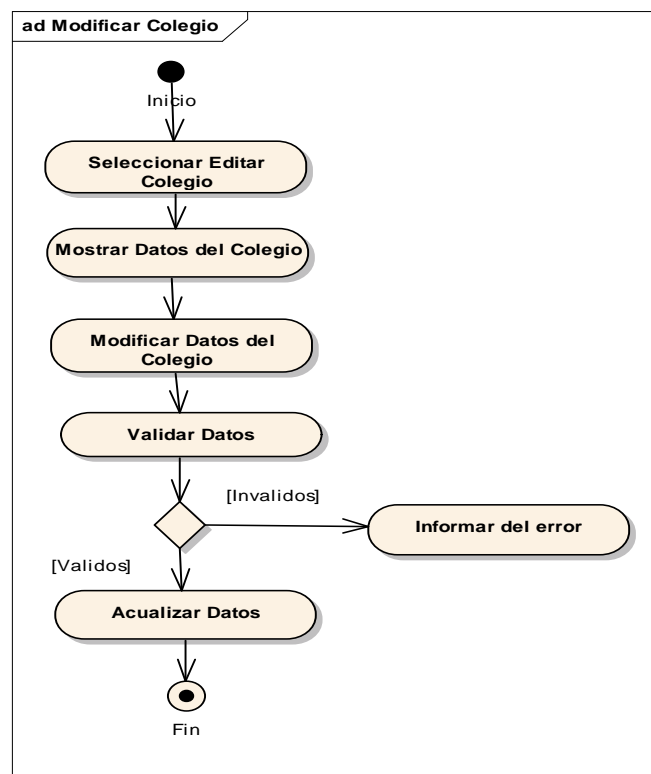 ad Modificar Colegio
Inicio
Seleccionar Editar
Colegio
Mostrar Datos del Colegio
Modificar Datos del
Colegio
Validar Datos
[Invalidos]
Informar del error
[Validos]
Acualizar Datos
Fin